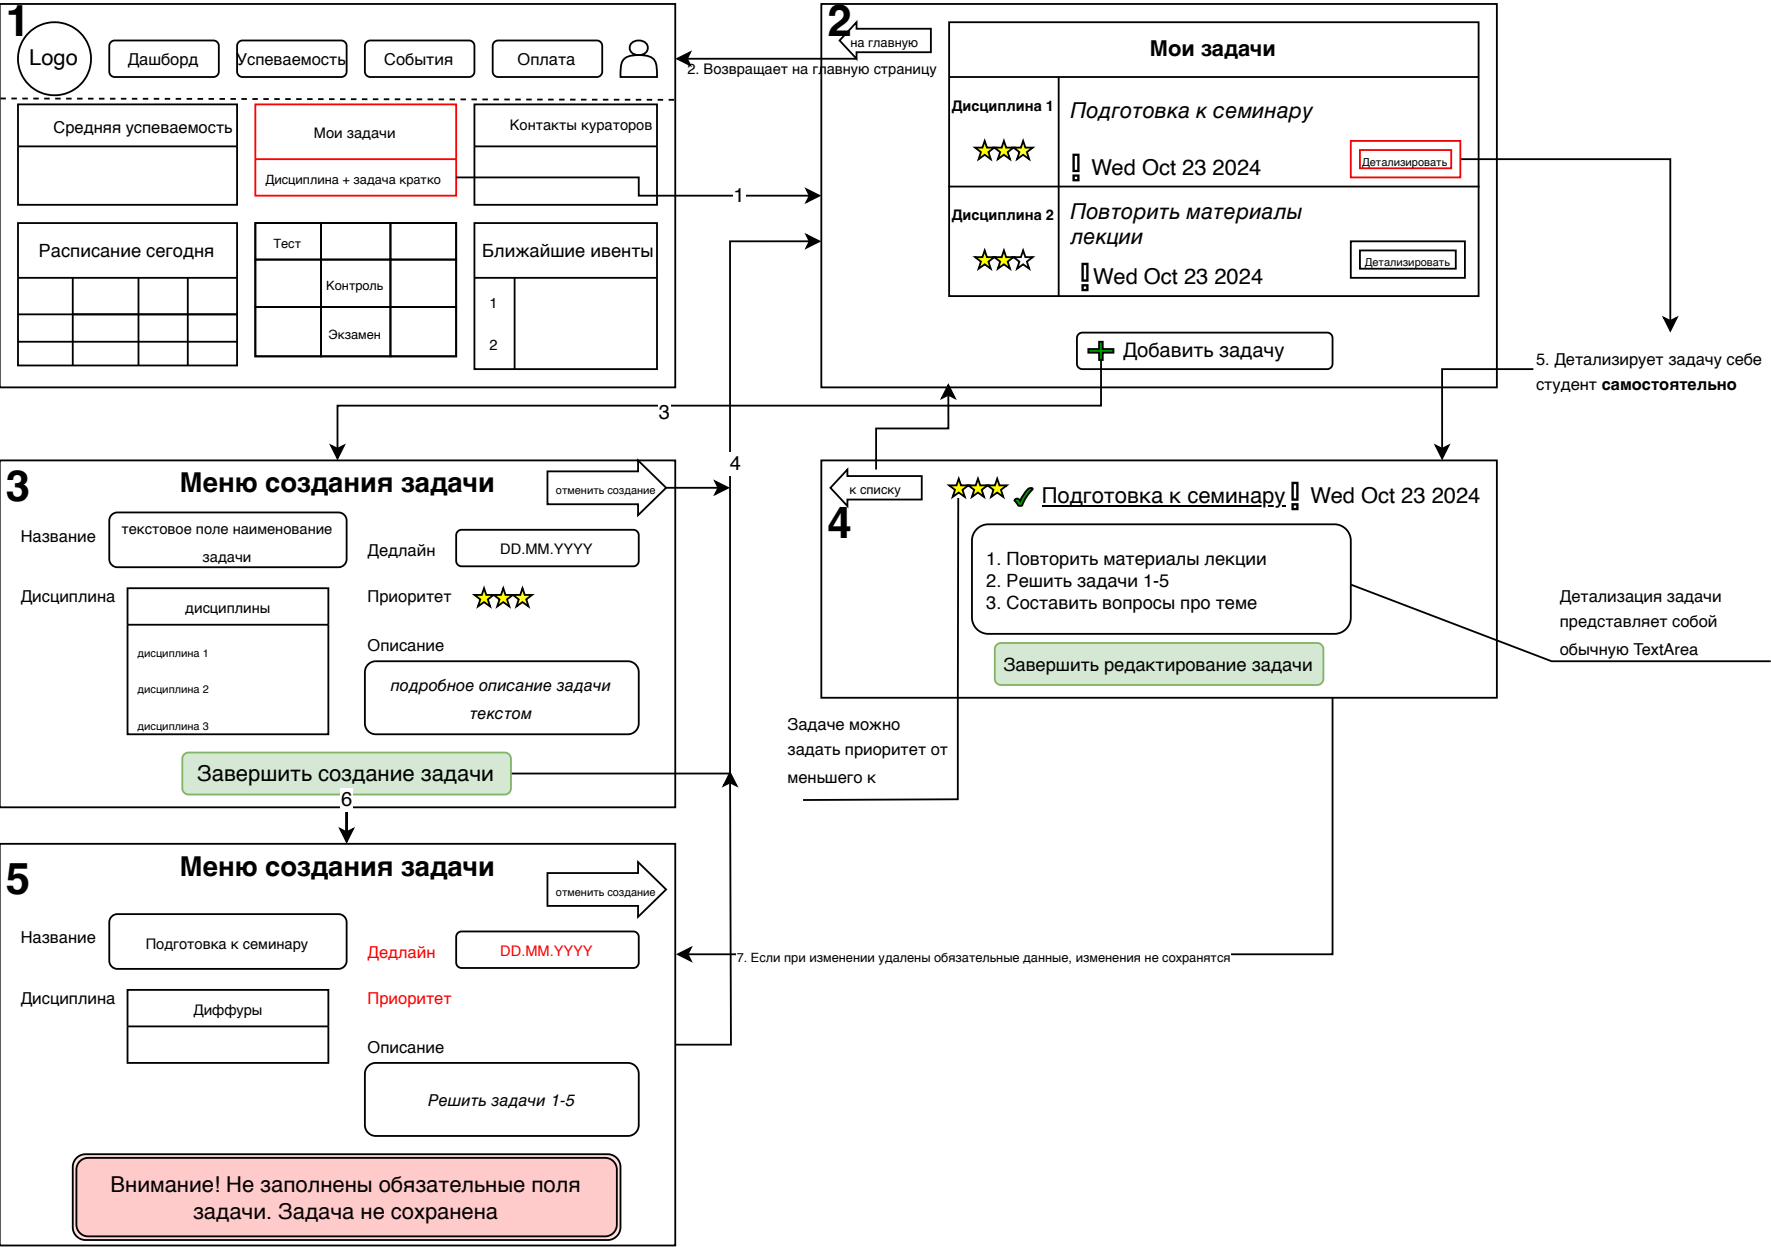 1
Logo
Дашборд
Успеваемость
События
Оплата
Средняя успеваемость
Мои задачи
Дисциплина + задача кратко
Контакты кураторов
Расписание сегодня
Тест
Контроль
Экзамен
Ближайшие ивенты
1
2
1
2. Возвращает на главную страницу
2
на главную
Мои задачи
Дисциплина 1
Подготовка к семинару
Wed Oct 23 2024
Детализировать
Дисциплина 2
Повторить материалы
лекции
Wed Oct 23 2024
Детализировать
Добавить задачу
5. Детализирует задачу себе
студент самостоятельно
3
4
3
Меню создания задачи
отменить создание
Название
текстовое поле наименование
задачи
Дедлайн
DD.MM.YYYY
Дисциплина
дисциплины
дисциплина 1
дисциплина 2
дисциплина 3
Приоритет
Описание
подробное описание задачи
текстом
Завершить создание задачи
6
к списку
4
Подготовка к семинару
Wed Oct 23 2024
1. Повторить материалы лекции
2. Решить задачи 1-5
3. Составить вопросы про теме
Завершить редактирование задачи
Детализация задачи
представляет собой
обычную TextArea
Задаче можно
задать приоритет от
меньшего к
5
Меню создания задачи
отменить создание
Название
Подготовка к семинару
Дедлайн
DD.MM.YYYY
Дисциплина
Диффуры
Приоритет
Описание
Решить задачи 1-5
7. Если при изменении удалены обязательные данные, изменения не сохранятся
Внимание! Не заполнены обязательные поля
задачи. Задача не сохранена